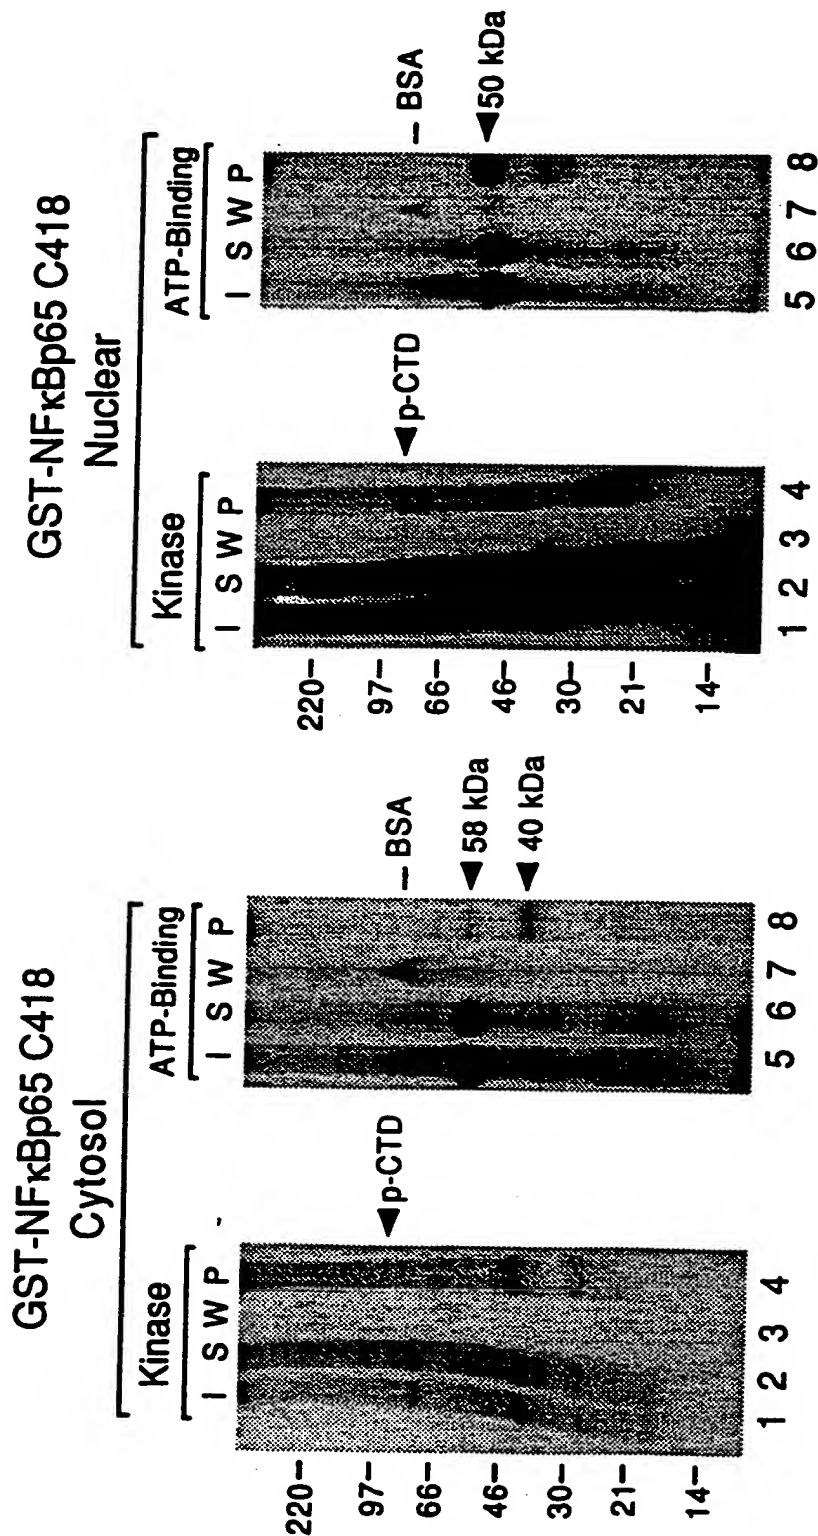 GST-NFκBp65 C418
Cytosol
Kinase
I S W P
220
97
66
46
30
21
14
p-CTD
1 2 3 4
ATP-Binding
I S W P
BSA
58 kDa
40 kDa
5 6 7 8
GST-NFκBp65 C418
Nuclear
Kinase
I S W P
220
97
66
46
30
21
14
p-CTD
1 2 3 4
ATP-Binding
I S W P
BSA
50 kDa
5 6 7 8